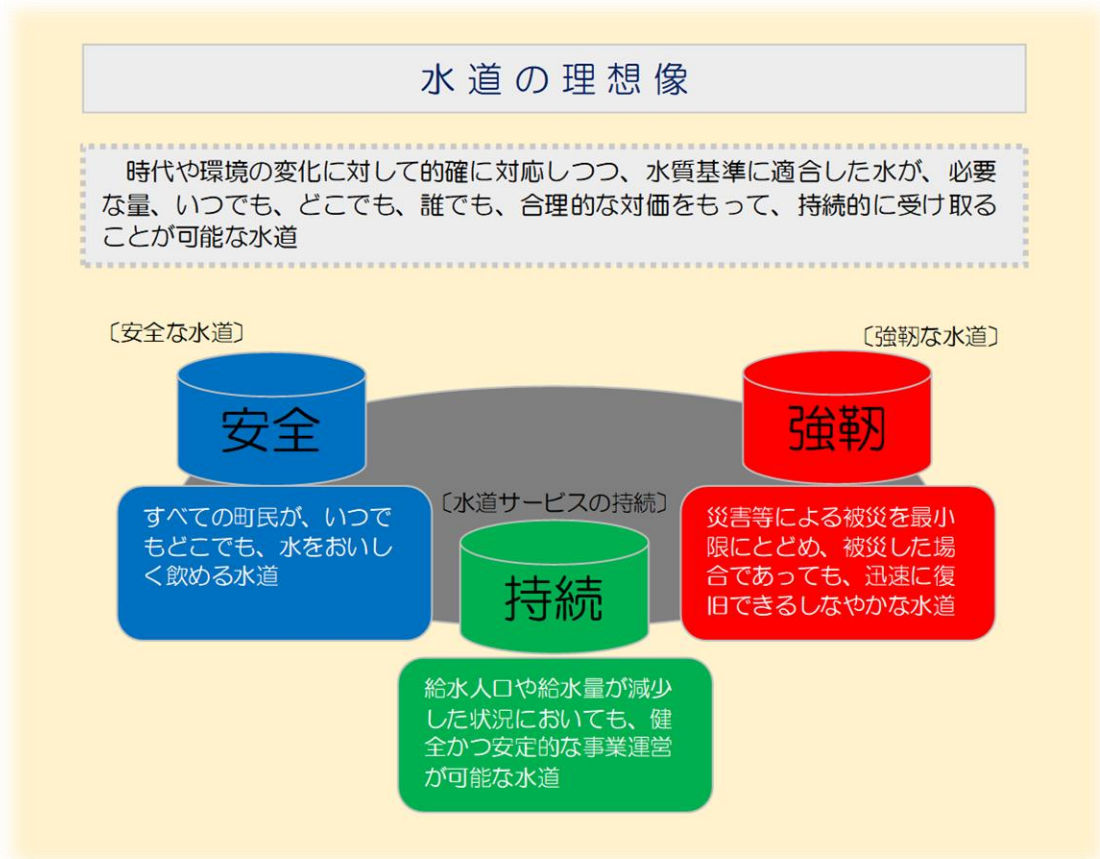 水道の理想像
時代や環境の変化に対して的確に対応しつつ、水質基準に適合した水が、必要
な量、いつでも、どこでも、誰でも、合理的な対価をもって、持続的に受け取る
ことが可能な水道
〔安全な水道〕
安全
すべての町民が、いつで
もどこでも、水をおいし
く飲める水道
〔強靭な水道〕
強靭
災害等による被災を最小
限にとどめ、被災した場
合であっても、迅速に復
旧できるしなやかな水道
〔水道サービスの持続〕
持続
給水人口や給水量が減少
した状況においても、健
全かつ安定的な事業運営
が可能な水道